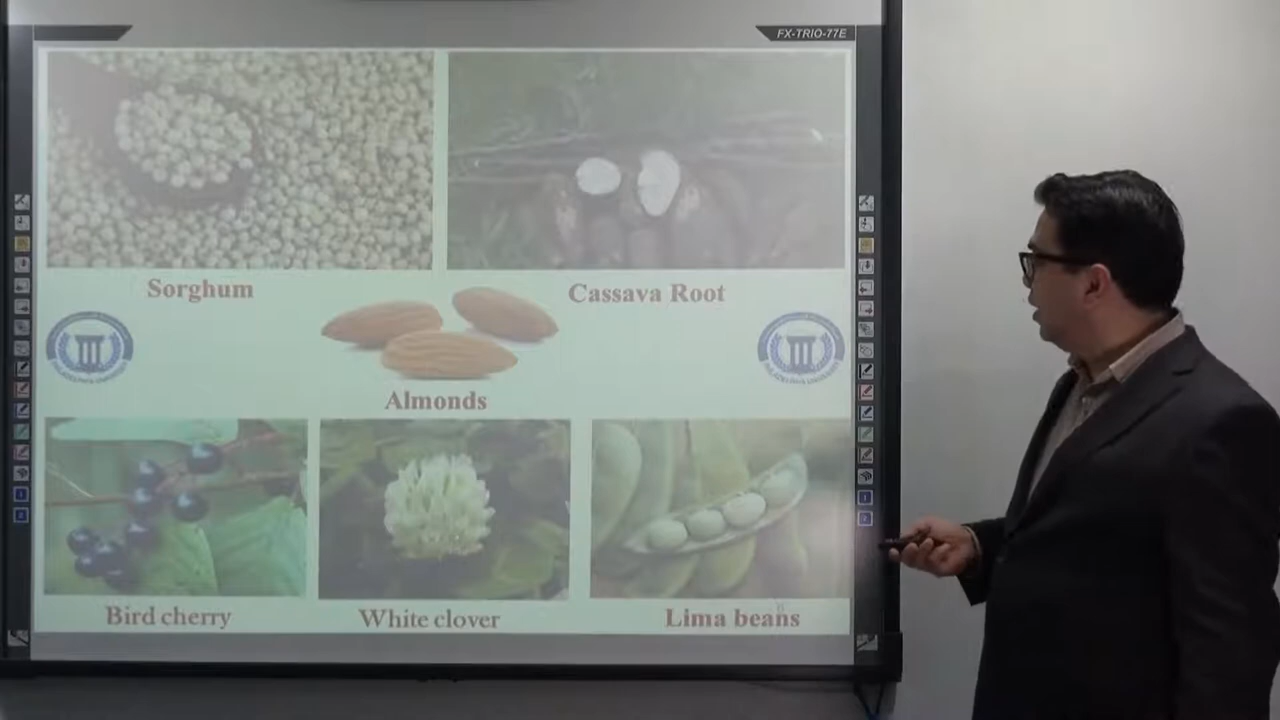 FX-TRIO-77E
Sorghum
Cassava Root
Almonds
Bird cherry
White clover
Lima beans